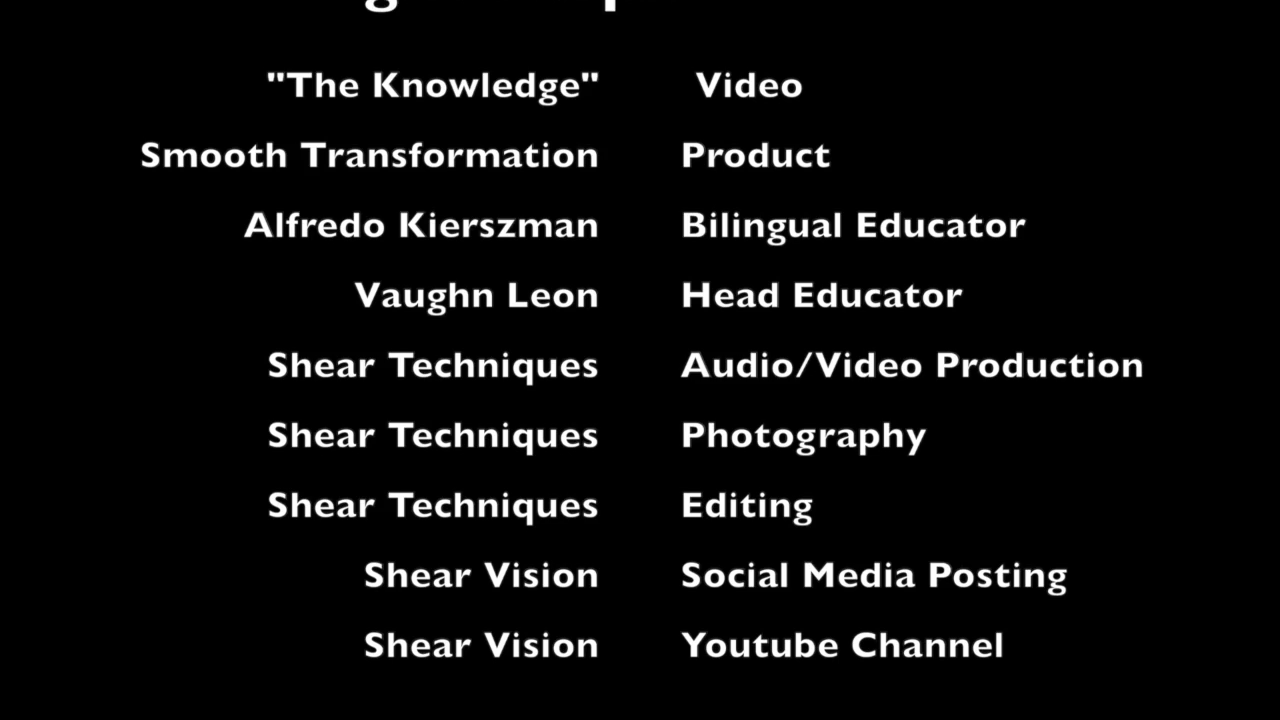 "The Knowledge" Video
Smooth Transformation Product
Alfredo Kierszman Bilingual Educator
Vaughn Leon Head Educator
Shear Techniques Audio/Video Production
Shear Techniques Photography
Shear Techniques Editing
Shear Vision Social Media Posting
Shear Vision Youtube Channel